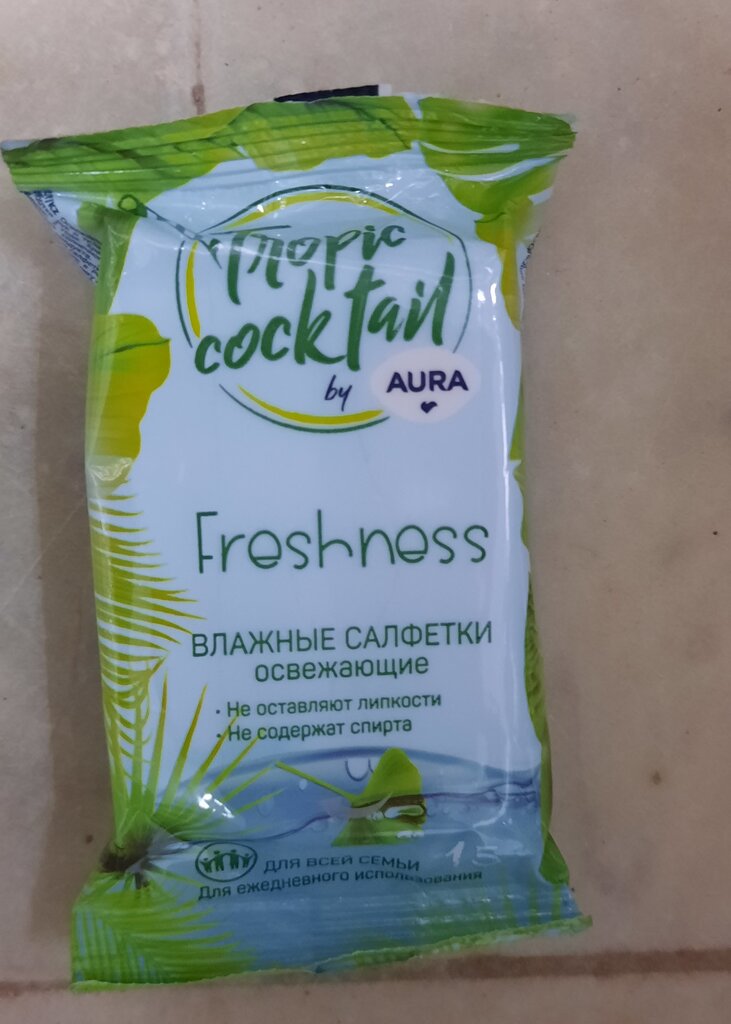 Tropic
cocktail
by AURA
Freshness
ВЛАЖНЫЕ САЛФЕТКИ
освежающие
· Не оставляют липкости
· Не содержат спирта
ДЛЯ ВСЕЙ СЕМЬИ
15
Для ежедневного использования